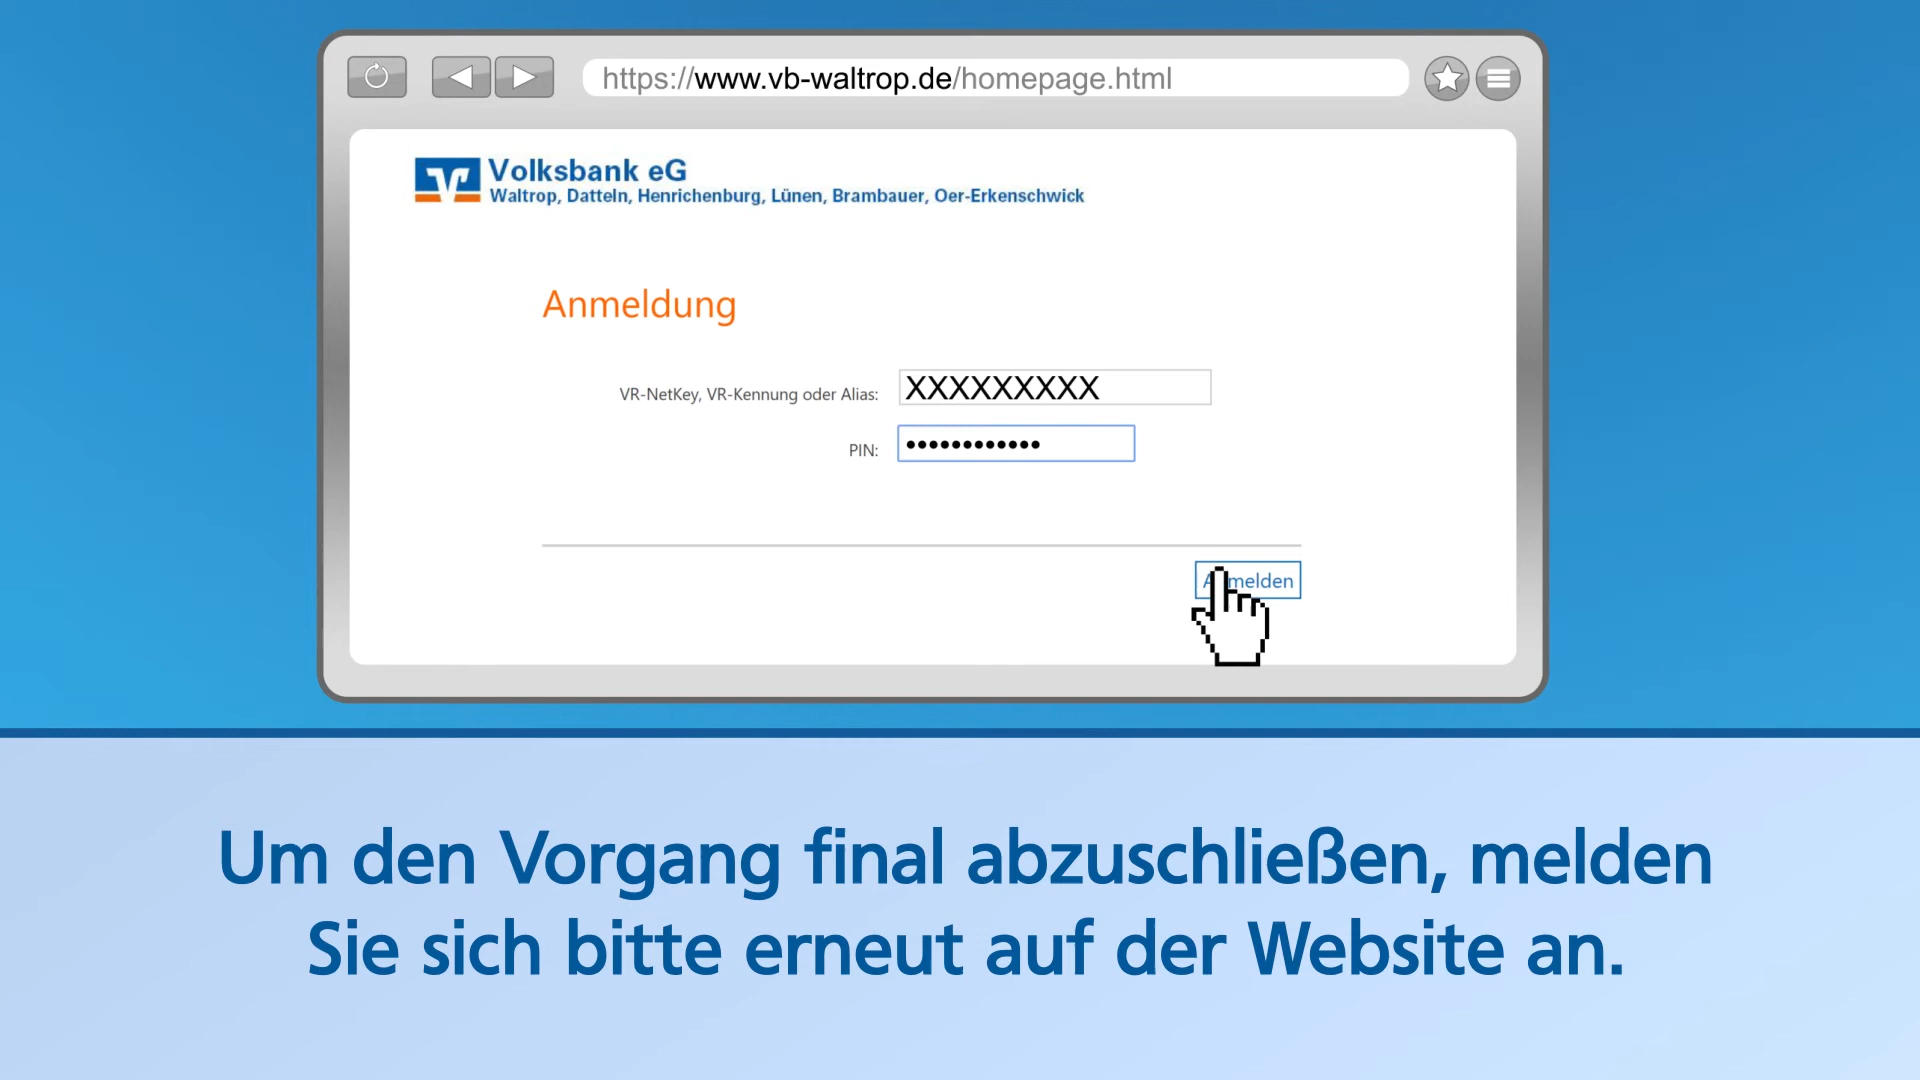 https://www.vb-waltrop.de/homepage.html
Volksbank eG
Waltrop, Datteln, Henrichenburg, Lünen, Brambauer, Oer-Erkenschwick
Anmeldung
VR-NetKey, VR-Kennung oder Alias: XXXXXXXXX
PIN: ••••••••••••
Anmelden
Um den Vorgang final abzuschließen, melden
Sie sich bitte erneut auf der Website an.